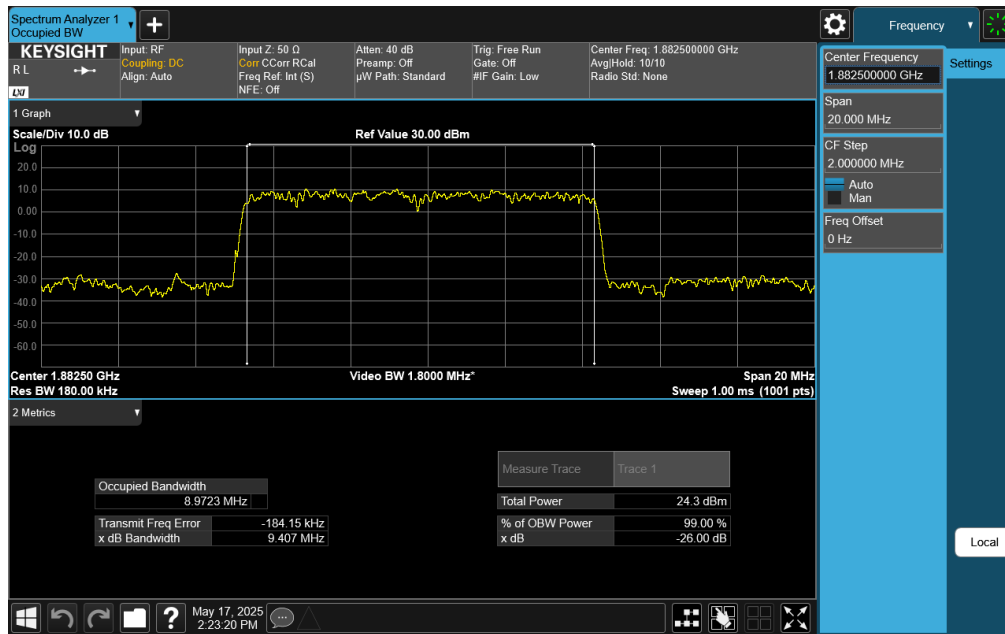 Spectrum Analyzer 1
Occupied BW
Frequency
KEYSIGHT
R L
LXI
Input: RF
Coupling: DC
Align: Auto
Input Z: 50 Ω
Corr CCorr RCal
Freq Ref: Int (S)
NFE: Off
Atten: 40 dB
Preamp: Off
µW Path: Standard
Trig: Free Run
Gate: Off
#IF Gain: Low
Center Freq: 1.882500000 GHz
Avg|Hold: 10/10
Radio Std: None
Center Frequency
1.882500000 GHz
Settings
Span
20.000 MHz
CF Step
2.000000 MHz
Auto
Man
Freq Offset
0 Hz
1 Graph
Scale/Div 10.0 dB
Ref Value 30.00 dBm
Log
20.0
10.0
0.00
-10.0
-20.0
-30.0
-40.0
-50.0
-60.0
Center 1.88250 GHz
Video BW 1.8000 MHz*
Span 20 MHz
Res BW 180.00 kHz
Sweep 1.00 ms (1001 pts)
2 Metrics
Measure Trace
Trace 1
Occupied Bandwidth
8.9723 MHz
Total Power
24.3 dBm
Transmit Freq Error
-184.15 kHz
% of OBW Power
99.00 %
x dB Bandwidth
9.407 MHz
x dB
-26.00 dB
Local
?
May 17, 2025
2:23:20 PM